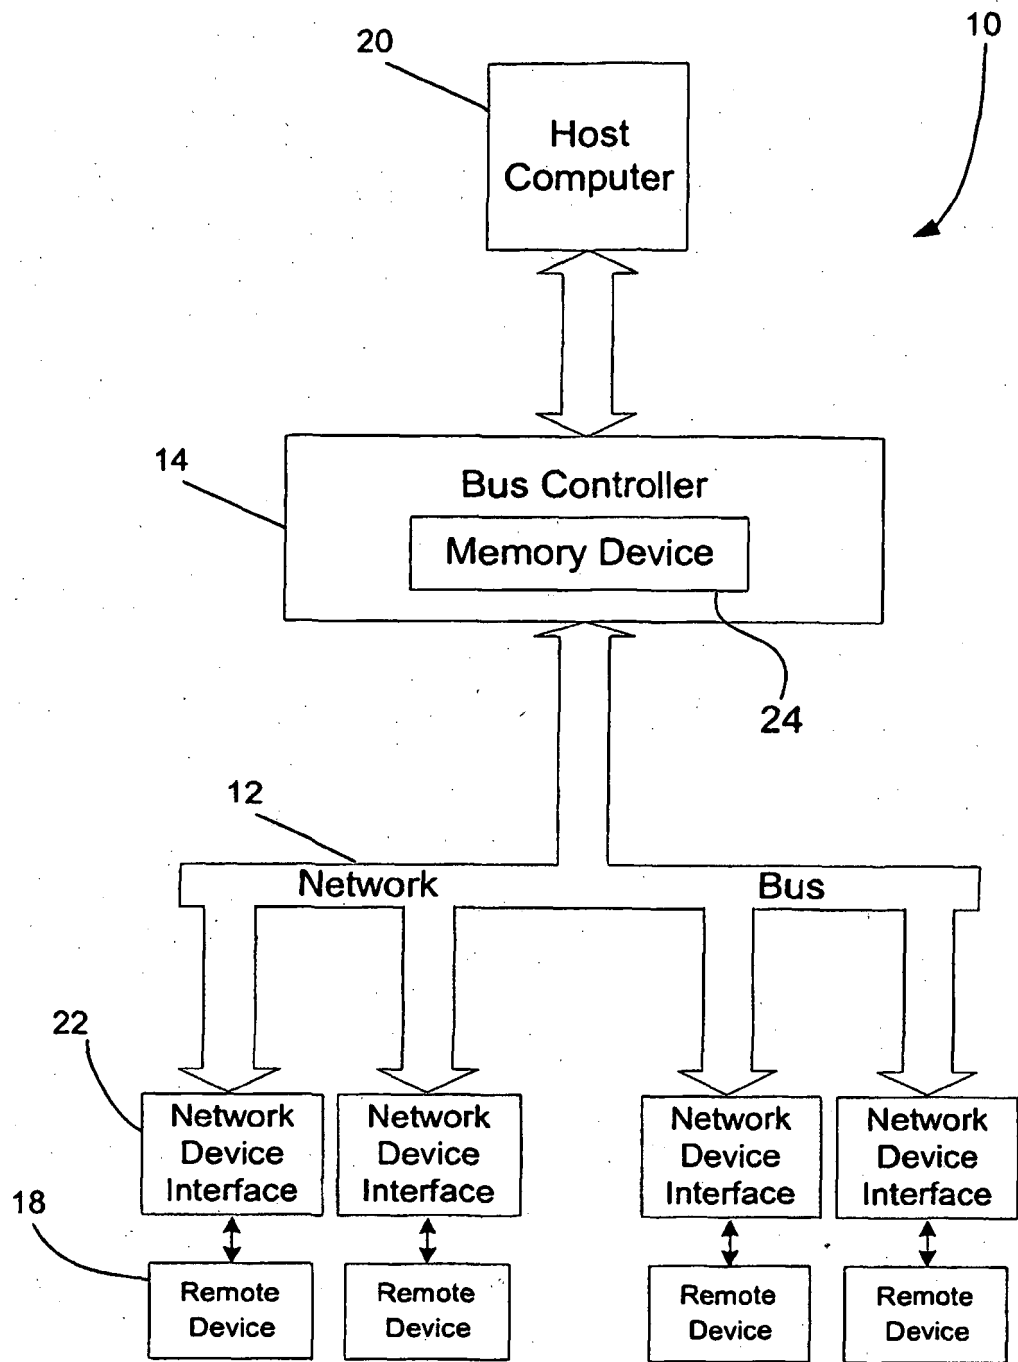 10
20
Host
Computer
14
Bus Controller
Memory Device
24
12
Network Bus
22
Network
Device
Interface
Network
Device
Interface
Network
Device
Interface
Network
Device
Interface
18
Remote
Device
Remote
Device
Remote
Device
Remote
Device